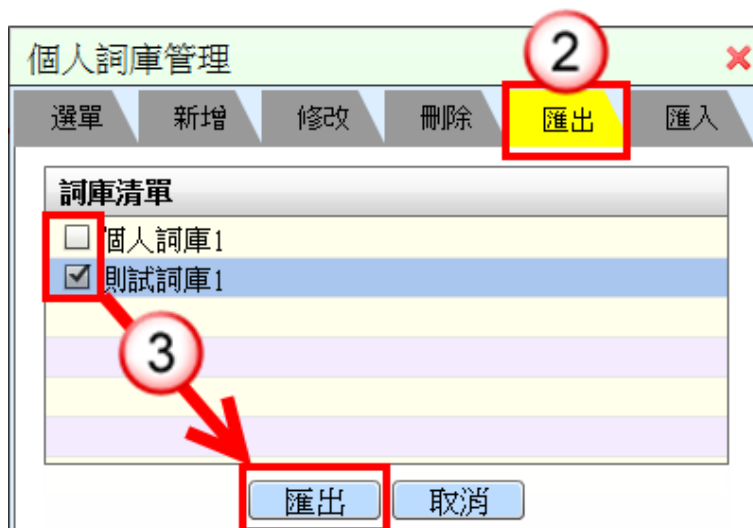 個人詞庫管理
2
選單 新增 修改 刪除 匯出 匯入
詞庫清單
個人詞庫1
則試詞庫1
3
匯出 取消